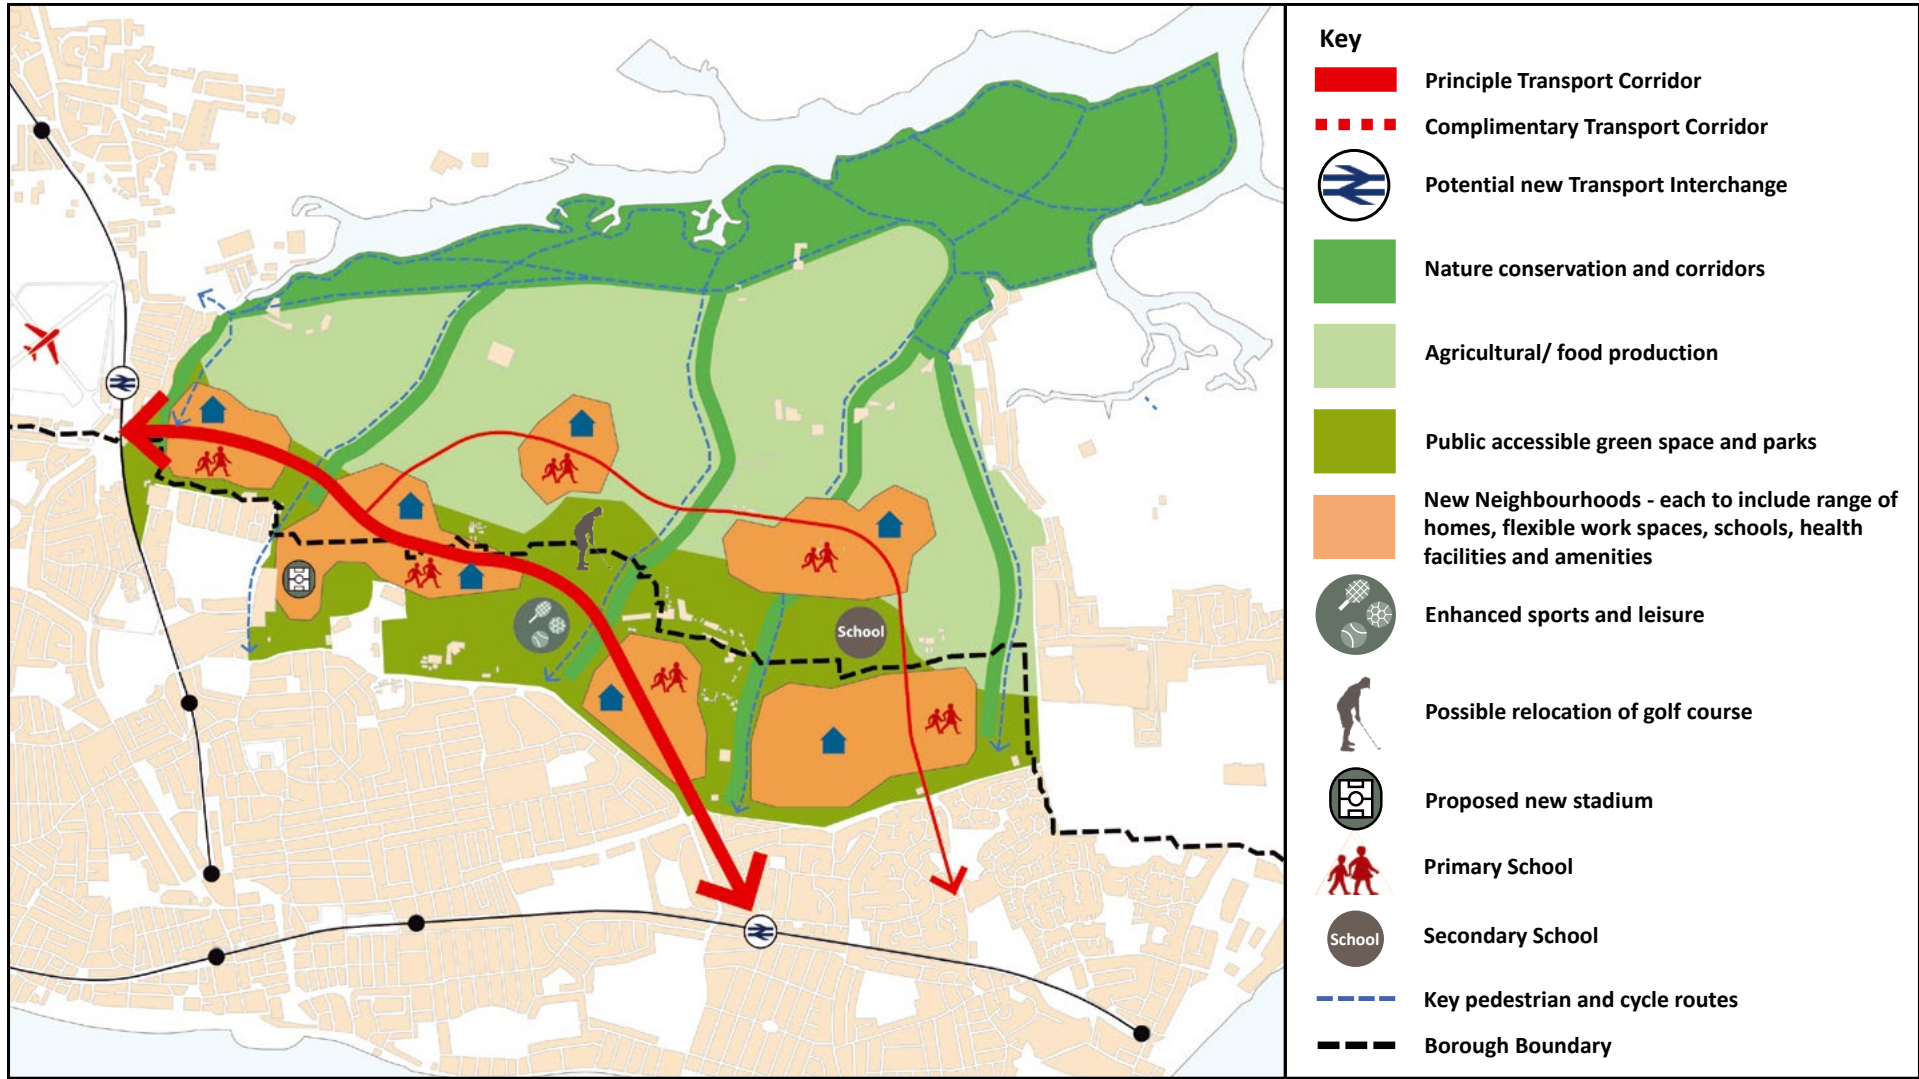 Key
Principle Transport Corridor
Complimentary Transport Corridor
Potential new Transport Interchange
Nature conservation and corridors
Agricultural/ food production
Public accessible green space and parks
New Neighbourhoods - each to include range of
homes, flexible work spaces, schools, health
facilities and amenities
Enhanced sports and leisure
School
Possible relocation of golf course
Proposed new stadium
Primary School
School
Secondary School
Key pedestrian and cycle routes
Borough Boundary